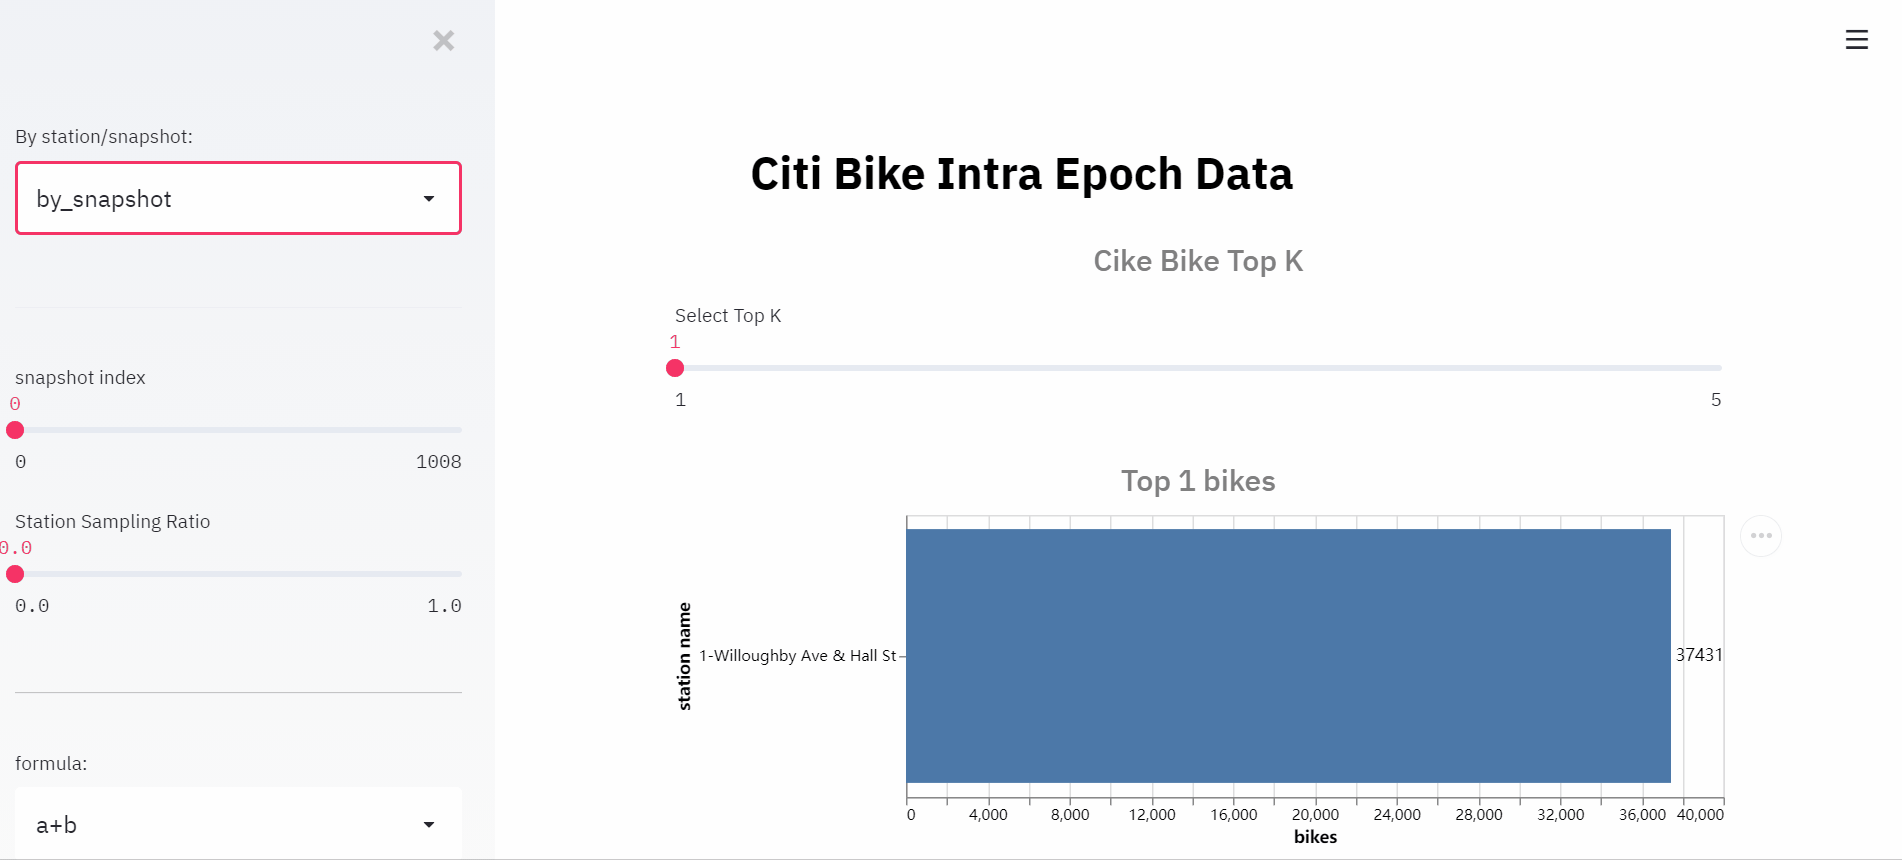 By station/snapshot:
by_snapshot
snapshot index
0
0 1008
Station Sampling Ratio
0.0
0.0 1.0
formula:
a+b
Citi Bike Intra Epoch Data
Cike Bike Top K
Select Top K
1
1 5
Top 1 bikes
station name
1-Willoughby Ave & Hall St
37431
0 4,000 8,000 12,000 16,000 20,000 24,000 28,000 32,000 36,000 40,000
bikes